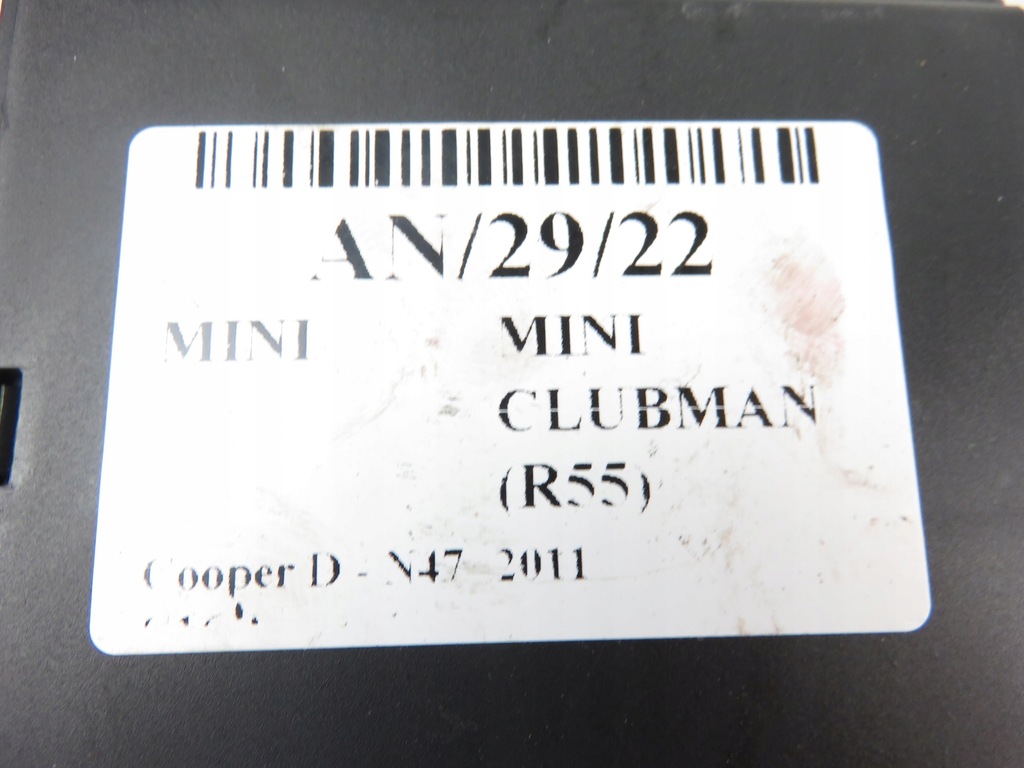 AN/29/22
MINI MINI
CLUBMAN
(R55)
Cooper D - N47 2011